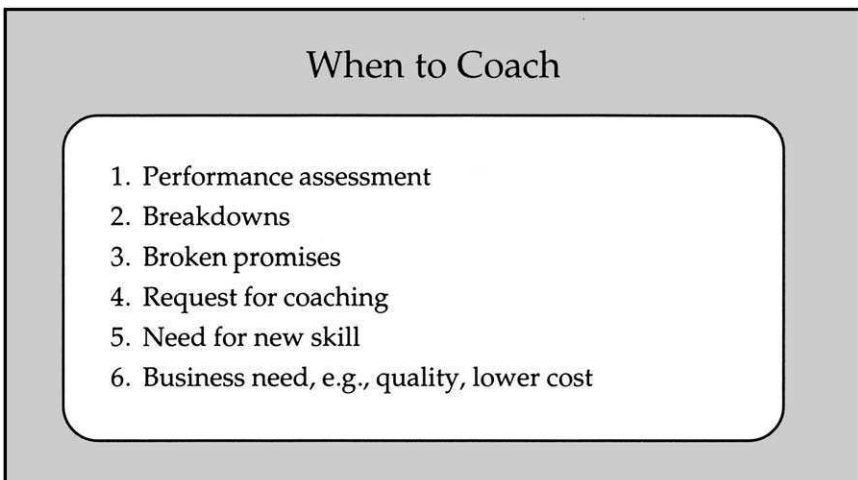 When to Coach
1. Performance assessment
2. Breakdowns
3. Broken promises
4. Request for coaching
5. Need for new skill
6. Business need, e.g., quality, lower cost